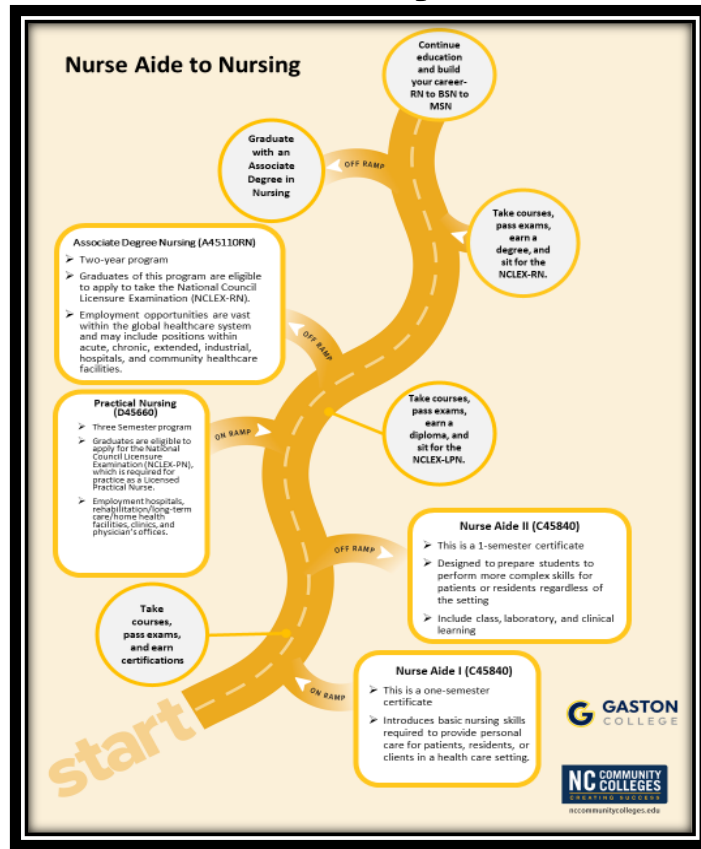 Nurse Aide to Nursing
Continue
education
and build
your career-
RN to BSN to
MSN
Graduate
with an
Associate
Degree in
Nursing
OFF RAMP
Take courses,
pass exams,
earn a
degree, and
sit for the
NCLEX-RN.
Associate Degree Nursing (A45110RN)
➢ Two-year program
➢ Graduates of this program are eligible
to apply to take the National Council
Licensure Examination (NCLEX-RN).
➢ Employment opportunities are vast
within the global healthcare system
and may include positions within
acute, chronic, extended, industrial,
hospitals, and community healthcare
facilities.
OFF RAMP
Practical Nursing
(D45660)
➢ Three Semester program
➢ Graduates are eligible to
apply for the National
Council Licensure
Examination (NCLEX-PN),
which is required for
practice as a Licensed
Practical Nurse.
➢ Employment hospitals,
rehabilitation/long-term
care/home health
facilities, clinics, and
physician's offices.
ON RAMP
Take courses,
pass exams,
earn a
diploma, and
sit for the
NCLEX-LPN.
OFF RAMP
Nurse Aide II (C45840)
➢ This is a 1-semester certificate
➢ Designed to prepare students to
perform more complex skills for
patients or residents regardless of
the setting
➢ Include class, laboratory, and clinical
learning
Take
courses,
pass exams,
and earn
certifications
ON RAMP
Nurse Aide I (C45840)
➢ This is a one-semester
certificate
➢ Introduces basic nursing skills
required to provide personal
care for patients, residents, or
clients in a health care setting.
start
G GASTON
COLLEGE
NC COMMUNITY
COLLEGES
CREATING SUCCESS
nccommunitycolleges.edu